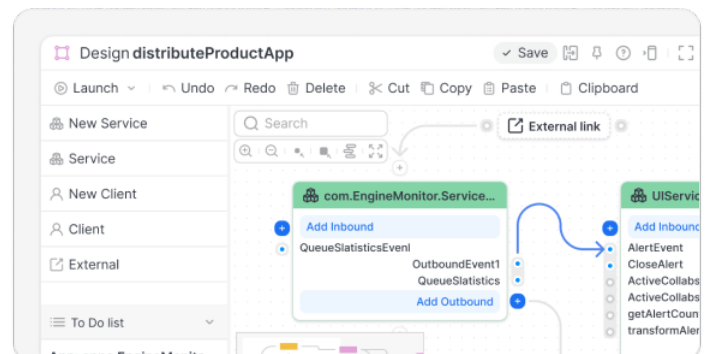 Design distributeProductApp
Save
Launch
Undo
Redo
Delete
Cut
Copy
Paste
Clipboard
New Service
Service
New Client
Client
External
To Do list
Search
External link
com.EngineMonitor.Service...
Add Inbound
QueueSlatisticsEvenl
OutboundEvent1
QueueSlatistics
Add Outbound
UIServic
Add Inbound
AlertEvent
CloseAlert
ActiveCollabs
ActiveCollabs
getAlertCoun
transformAler